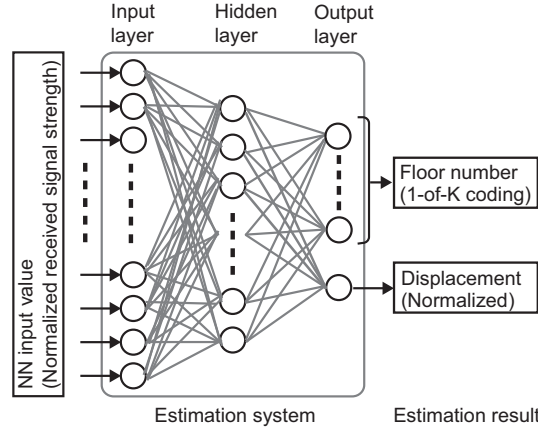 Input
layer
Hidden
layer
Output
layer
NN input value
(Normalized received signal strength)
Floor number
(1-of-K coding)
Displacement
(Normalized)
Estimation system
Estimation result